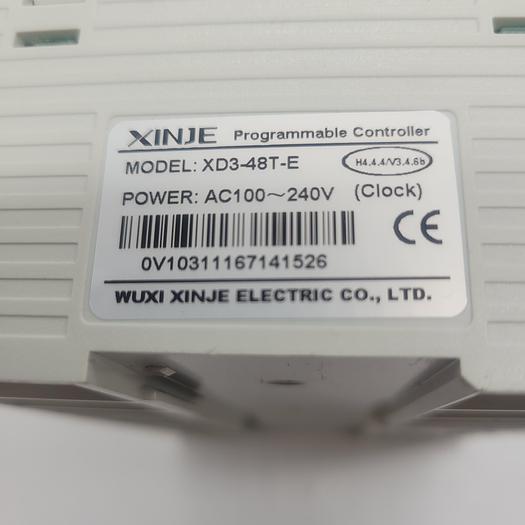 XINJE Programmable Controller
MODEL: XD3-48T-E H4.4.4/V3.4.6b
POWER: AC100～240V (Clock)
CE
0V10311167141526
WUXI XINJE ELECTRIC CO., LTD.